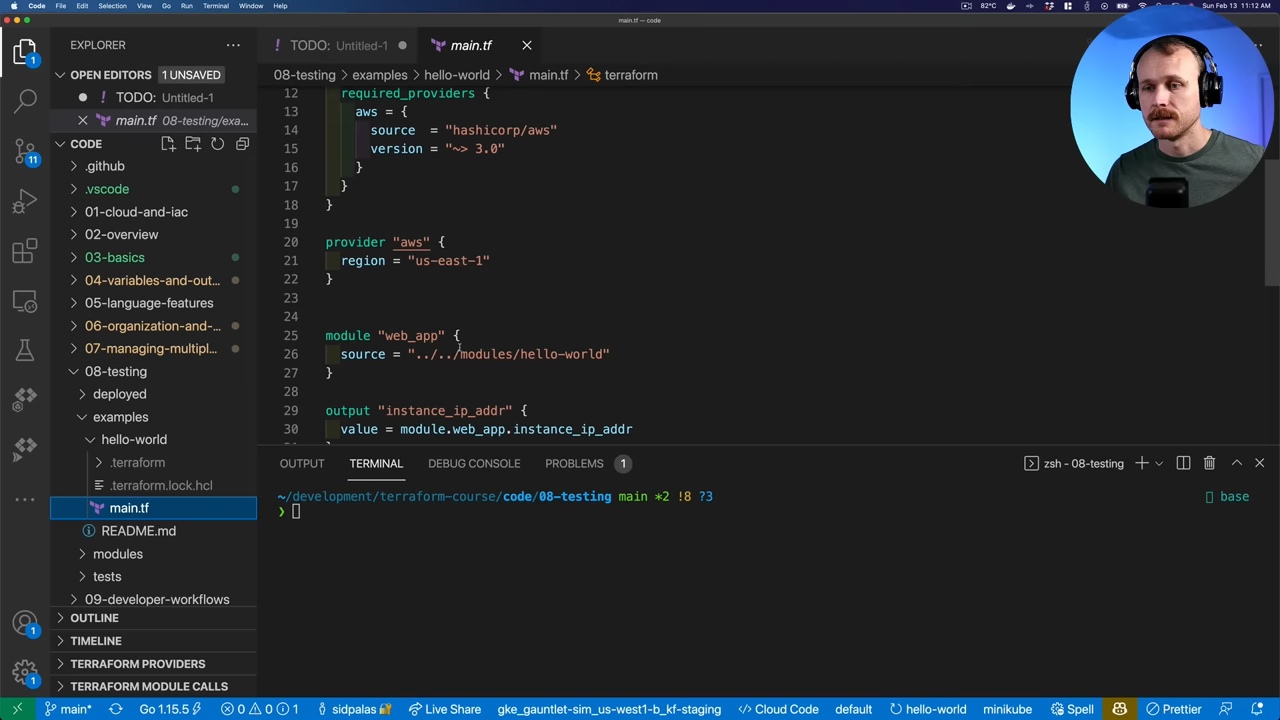 Code File Edit Selection View Go Run Terminal Window Help 82°C Sun Feb 13 11:12 AM
main.tf — code
EXPLORER
OPEN EDITORS 1 UNSAVED
TODO: Untitled-1
main.tf 08-testing/exa...
CODE
.github
.vscode
01-cloud-and-iac
02-overview
03-basics
04-variables-and-out...
05-language-features
06-organization-and-...
07-managing-multipl...
08-testing
deployed
examples
hello-world
.terraform
.terraform.lock.hcl
main.tf
README.md
modules
tests
09-developer-workflows
OUTLINE
TIMELINE
TERRAFORM PROVIDERS
TERRAFORM MODULE CALLS
1
11
1
1
! TODO: Untitled-1 main.tf
08-testing > examples > hello-world > main.tf > terraform
12 required_providers {
13 aws = {
14 source = "hashicorp/aws"
15 version = "~> 3.0"
16 }
17 }
18 }
19
20 provider "aws" {
21 region = "us-east-1"
22 }
23
24
25 module "web_app" {
26 source = "../../modules/hello-world"
27 }
28
29 output "instance_ip_addr" {
30 value = module.web_app.instance_ip_addr
OUTPUT TERMINAL DEBUG CONSOLE PROBLEMS 1 zsh - 08-testing
~/development/terraform-course/code/08-testing main *2 !8 ?3 base
❯
main* Go 1.15.5 0 0 1 sidpalas Live Share gke_gauntlet-sim_us-west1-b_kf-staging Cloud Code default hello-world minikube Spell Prettier